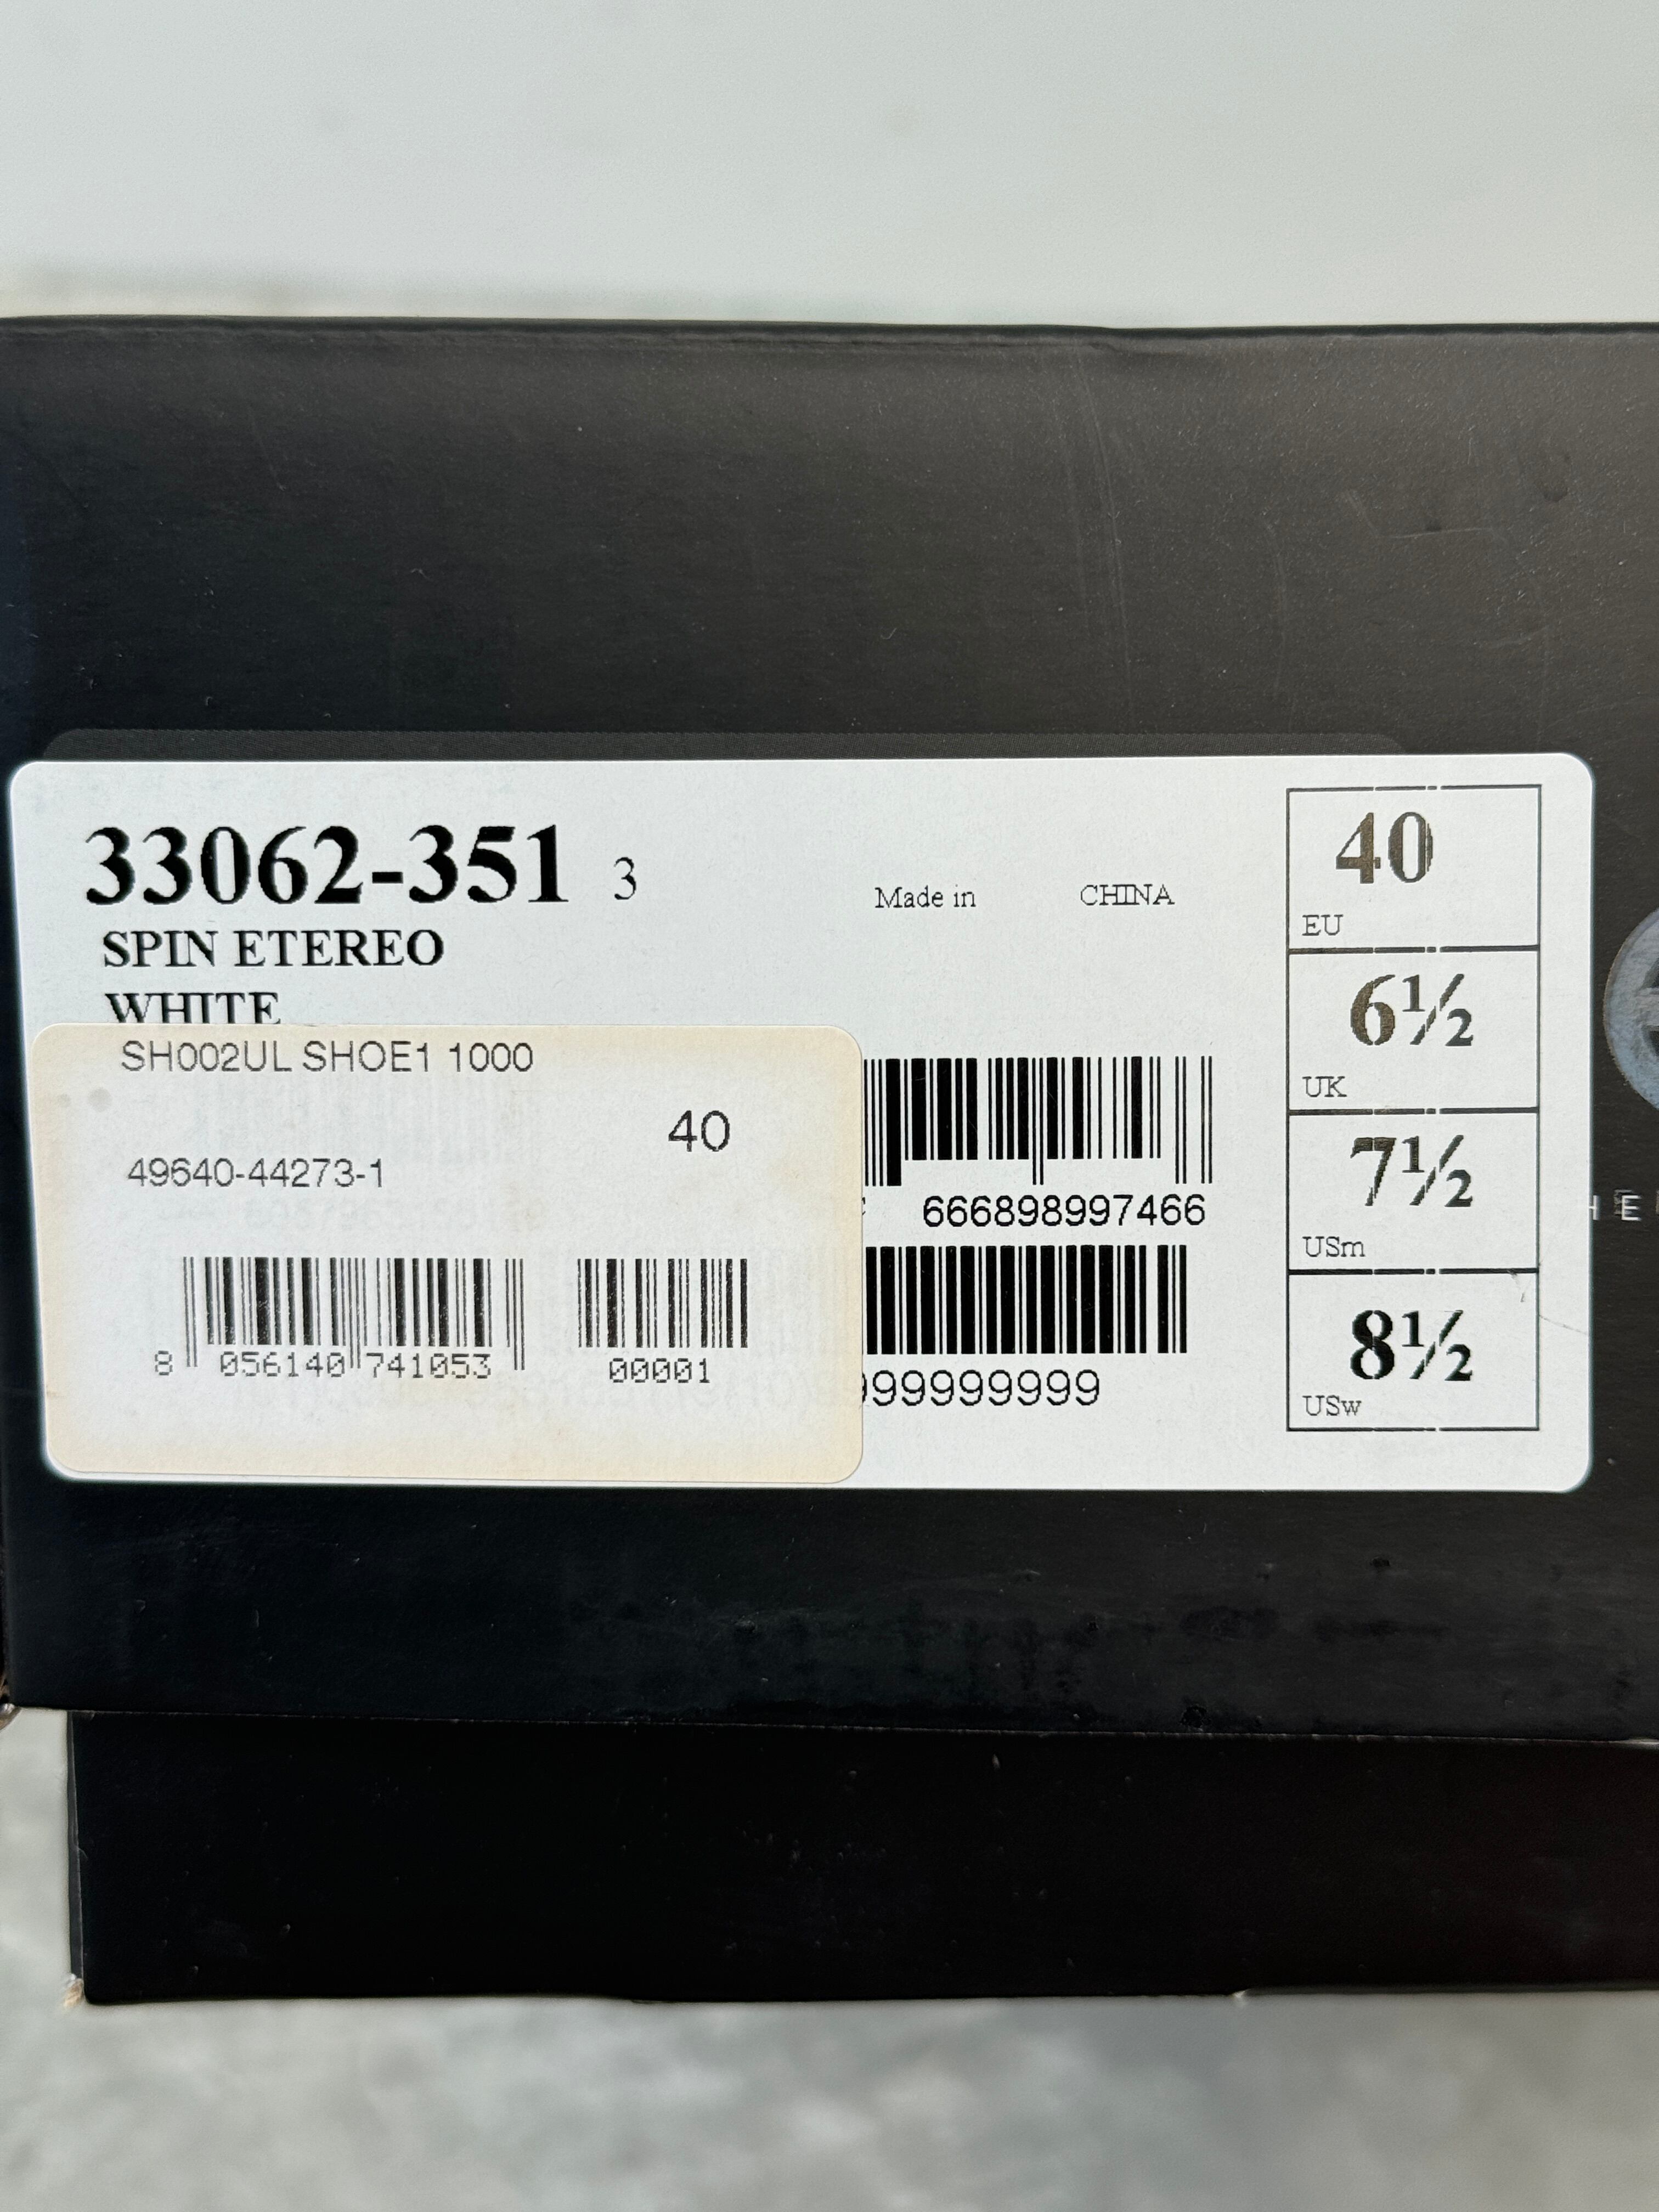 33062-351 3
SPIN ETEREO
WHITE
Made in CHINA
40
EU
6½
UK
7½
USm
8½
USw
SH002UL SHOE1 1000
40
49640-44273-1
8 056140 741053
00001
666898997466
999999999